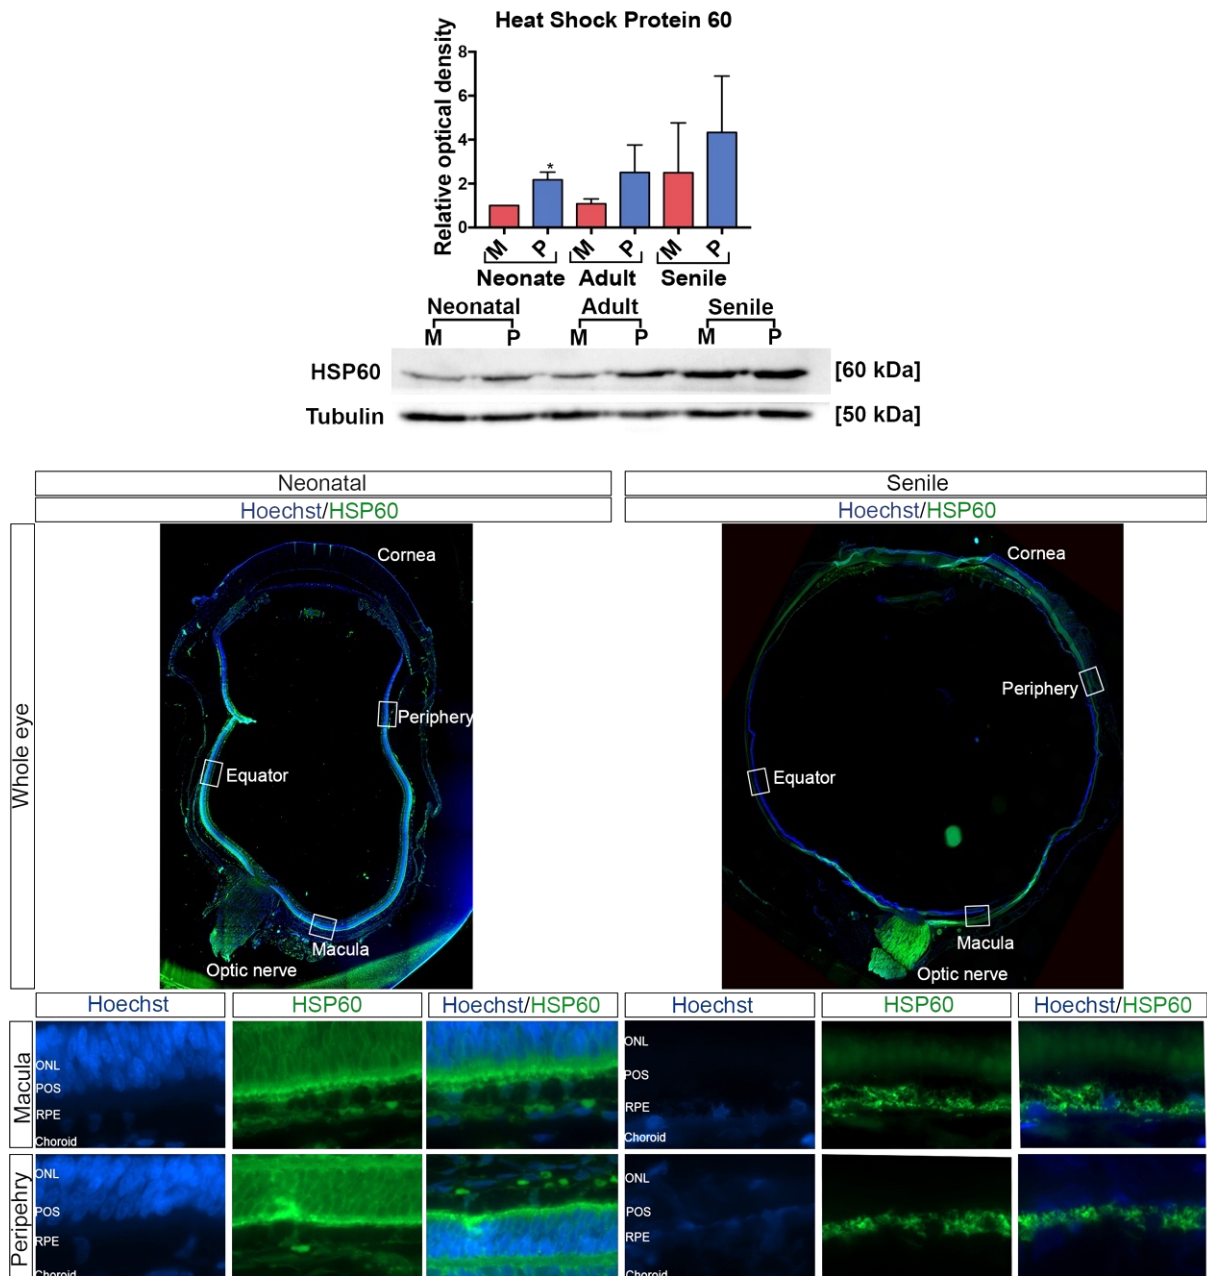 Heat Shock Protein 60
Relative optical density
8
6
4
2
0
*
M P M P M P
Neonate Adult Senile
Neonatal Adult Senile
M P M P M P
HSP60 [60 kDa]
Tubulin [50 kDa]
Neonatal Senile
Hoechst/HSP60 Hoechst/HSP60
Whole eye
Cornea
Periphery
Equator
Macula
Optic nerve
Cornea
Periphery
Equator
Macula
Optic nerve
Hoechst HSP60 Hoechst/HSP60 Hoechst HSP60 Hoechst/HSP60
Macula
ONL
POS
RPE
Choroid
ONL
POS
RPE
Choroid
Peripehry
ONL
POS
RPE
Choroid
ONL
POS
RPE
Choroid